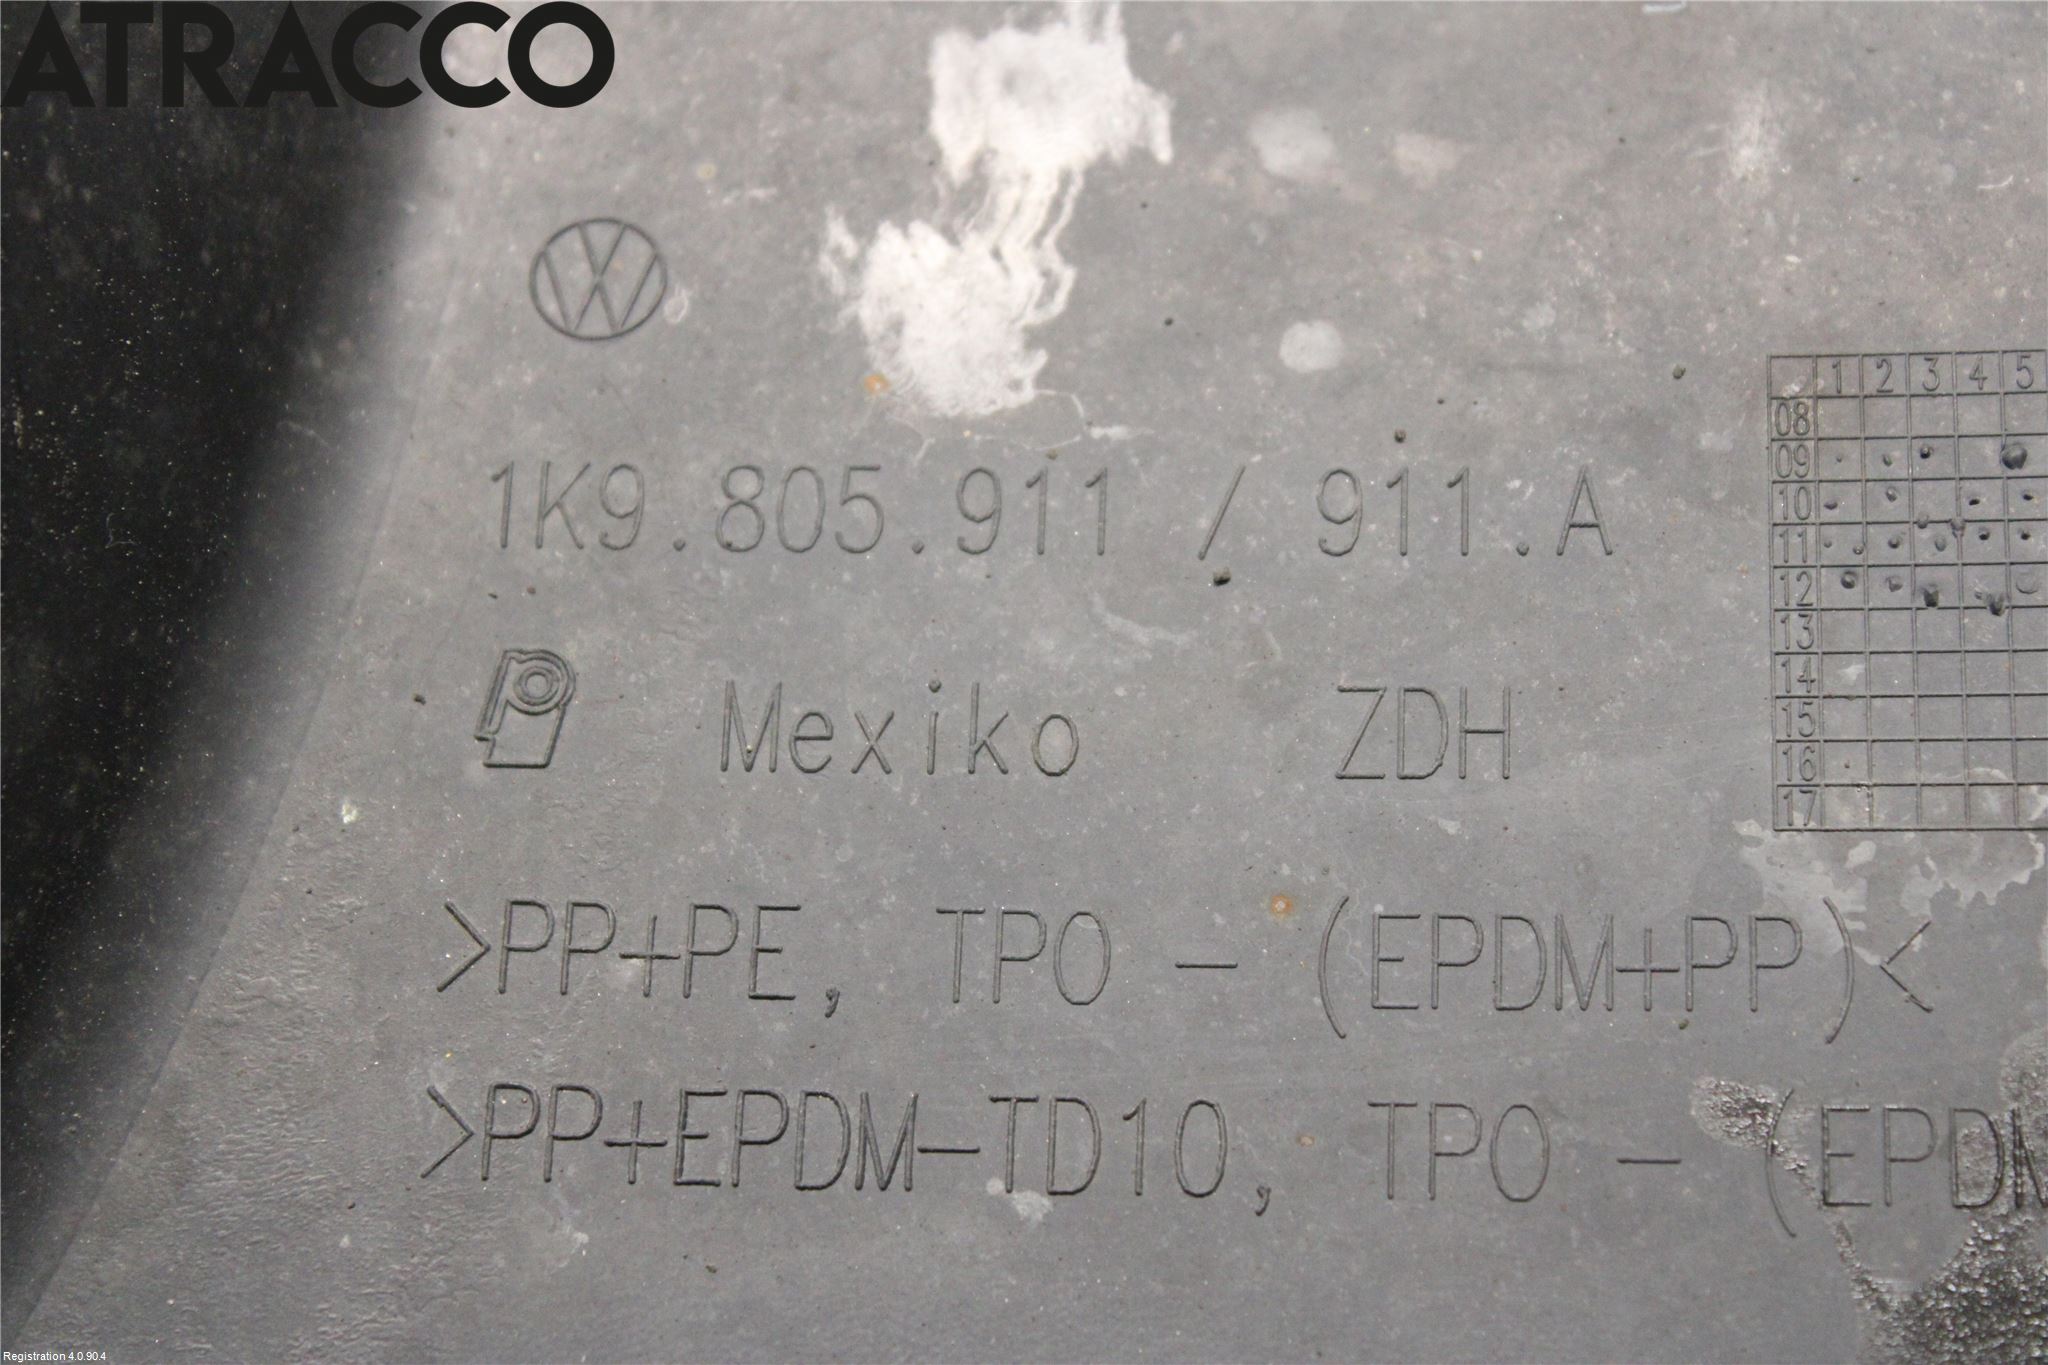 ATRACCO
1K9.805.911 / 911.A
Mexiko ZDH
1 2 3 4 5
08
09
10
11
12
13
14
15
16
17
>PP+PE, TPO - (EPDM+PP)<
>PP+EPDM-TD10, TPO - (EPDM
Registration 4.0.90.4